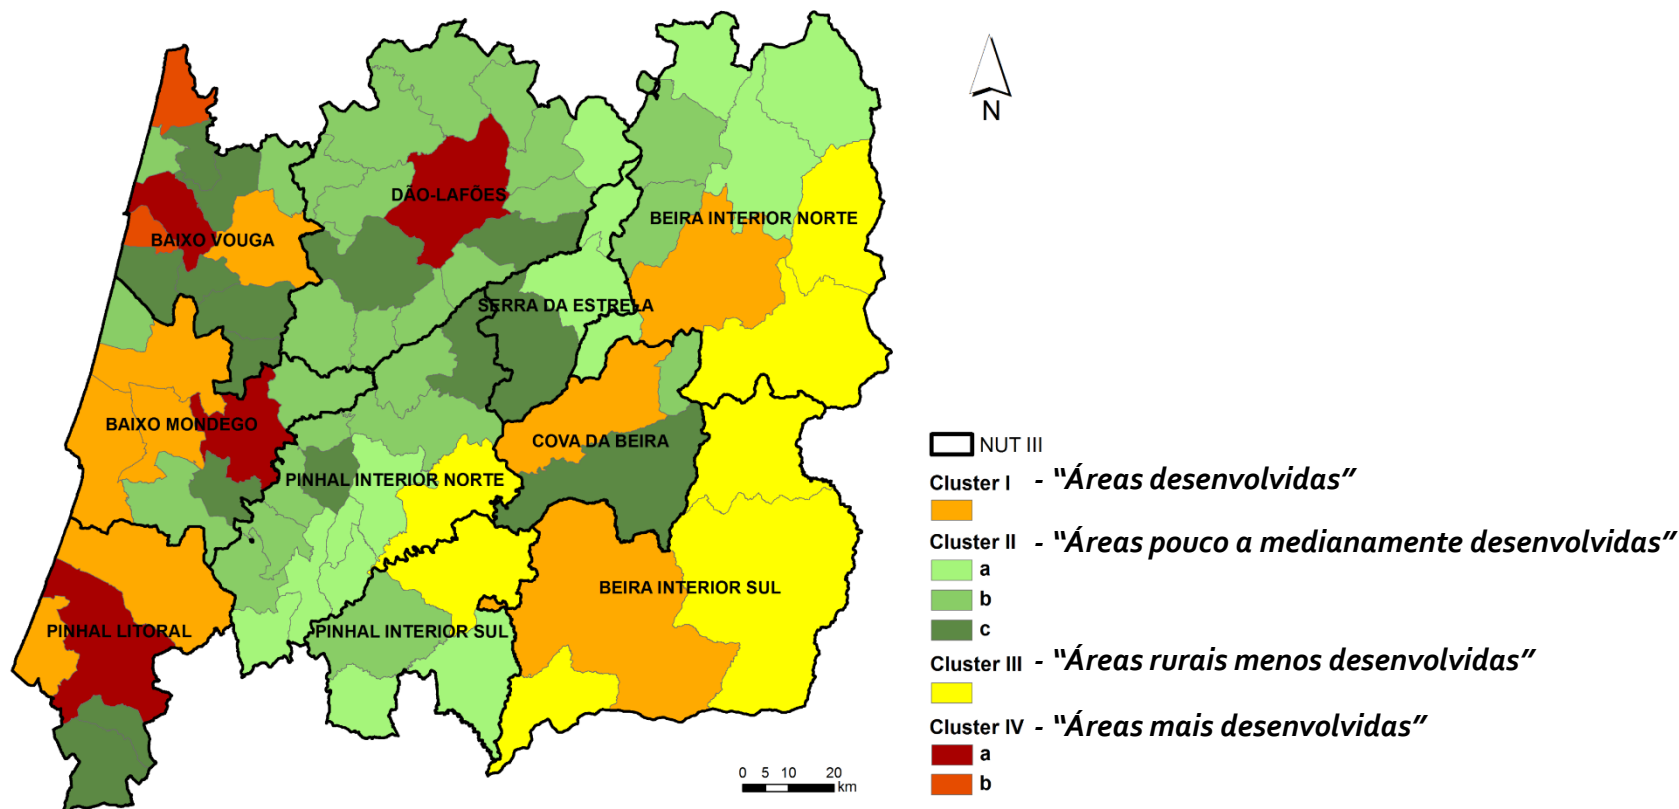 N
DÃO-LAFÕES
BEIRA INTERIOR NORTE
BAIXO VOUGA
SERRA DA ESTRELA
BAIXO MONDEGO
COVA DA BEIRA
PINHAL INTERIOR NORTE
BEIRA INTERIOR SUL
PINHAL LITORAL
PINHAL INTERIOR SUL
0 5 10 20
km
NUT III
Cluster I - “Áreas desenvolvidas”
Cluster II - “Áreas pouco a medianamente desenvolvidas”
a
b
c
Cluster III - “Áreas rurais menos desenvolvidas”
Cluster IV - “Áreas mais desenvolvidas”
a
b